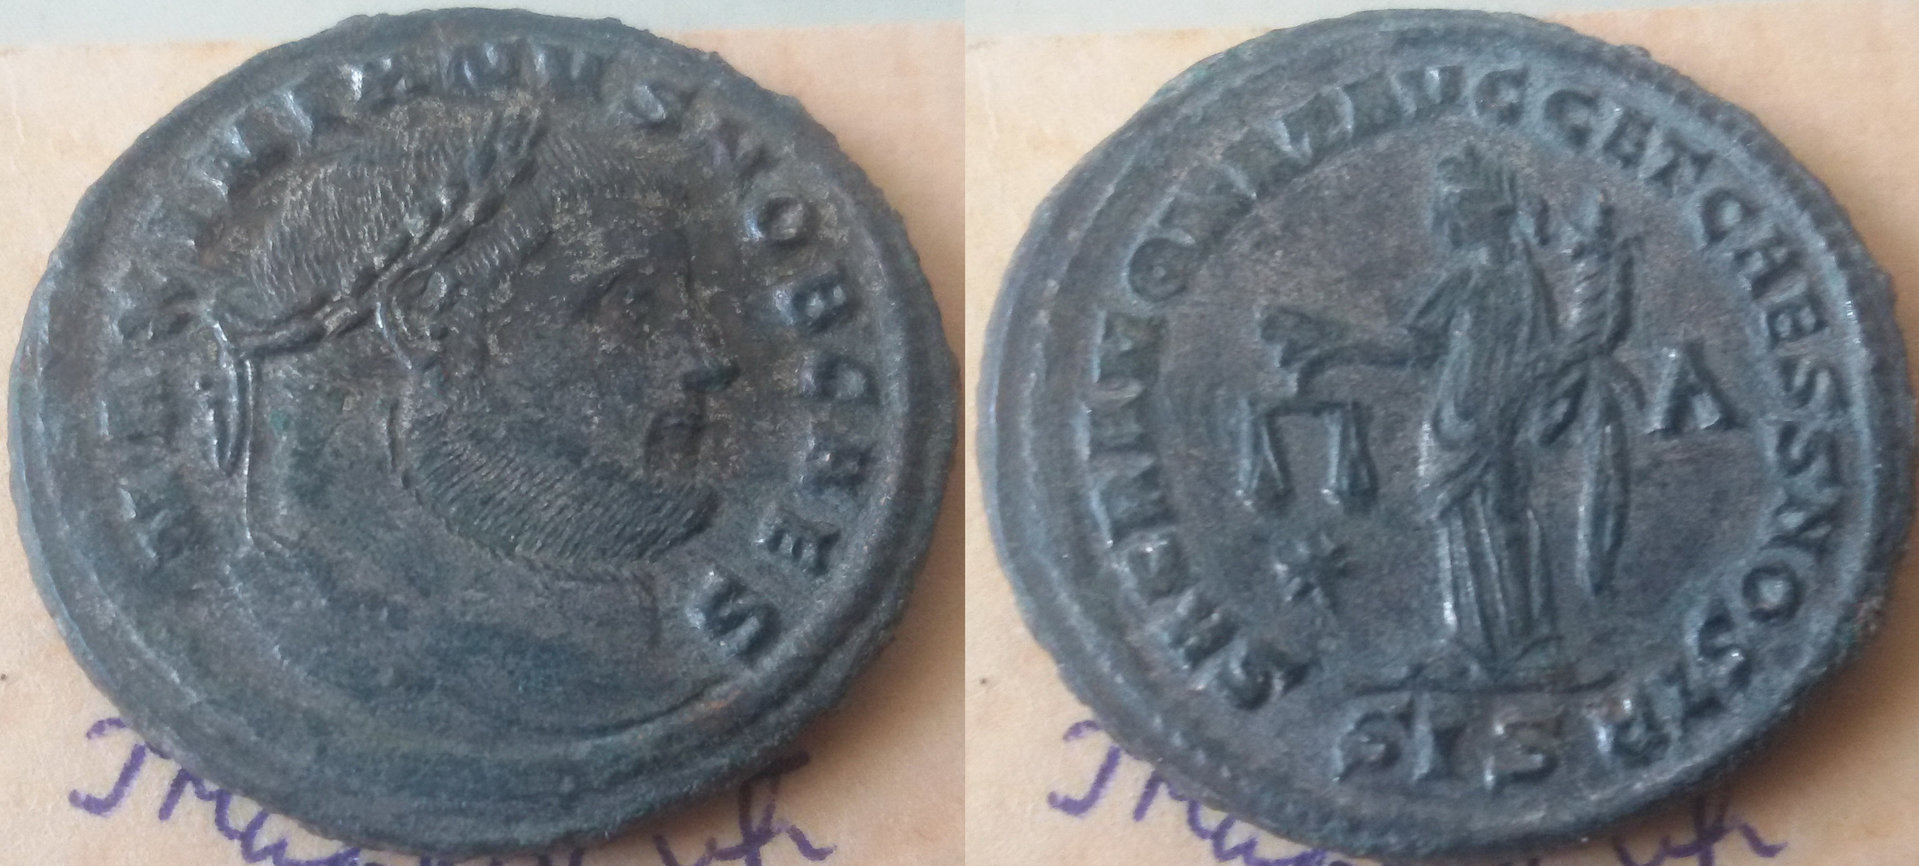 MAXIMIANVS NOB CAES
SACRA MONET AVGG ET CAESS NOSTR
A
SIS